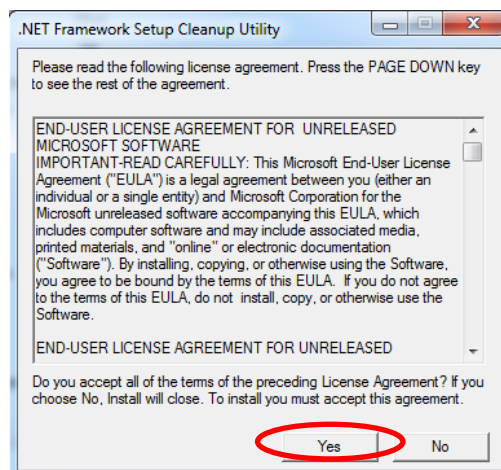 .NET Framework Setup Cleanup Utility
Please read the following license agreement. Press the PAGE DOWN key
to see the rest of the agreement.
END-USER LICENSE AGREEMENT FOR  UNRELEASED
MICROSOFT SOFTWARE
IMPORTANT-READ CAREFULLY: This Microsoft End-User License
Agreement ("EULA") is a legal agreement between you (either an
individual or a single entity) and Microsoft Corporation for the
Microsoft unreleased software accompanying this EULA, which
includes computer software and may include associated media,
printed materials, and "online" or electronic documentation
("Software"). By installing, copying, or otherwise using the Software,
you agree to be bound by the terms of this EULA.  If you do not agree
to the terms of this EULA, do not  install, copy, or otherwise use the
Software.
END-USER LICENSE AGREEMENT FOR UNRELEASED
Do you accept all of the terms of the preceding License Agreement? If you
choose No, Install will close. To install you must accept this agreement.
Yes
No